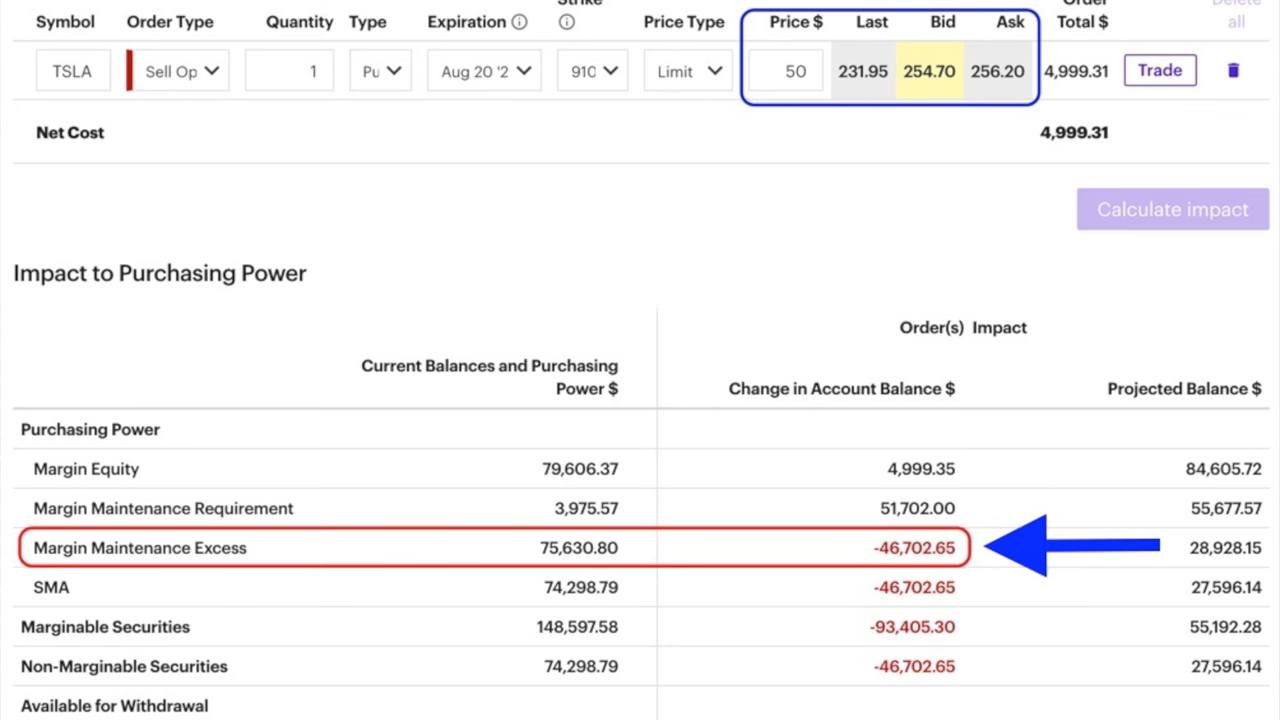 Symbol Order Type Quantity Type Expiration Strike Price Type Price $ Last Bid Ask Order Total $ Delete all
TSLA Sell Op 1 Pu Aug 20 '2 910 Limit 50 231.95 254.70 256.20 4,999.31 Trade
Net Cost 4,999.31
Calculate impact
Impact to Purchasing Power
Order(s) Impact
Current Balances and Purchasing
Power $ Change in Account Balance $ Projected Balance $
Purchasing Power
Margin Equity 79,606.37 4,999.35 84,605.72
Margin Maintenance Requirement 3,975.57 51,702.00 55,677.57
Margin Maintenance Excess 75,630.80 -46,702.65 28,928.15
SMA 74,298.79 -46,702.65 27,596.14
Marginable Securities 148,597.58 -93,405.30 55,192.28
Non-Marginable Securities 74,298.79 -46,702.65 27,596.14
Available for Withdrawal